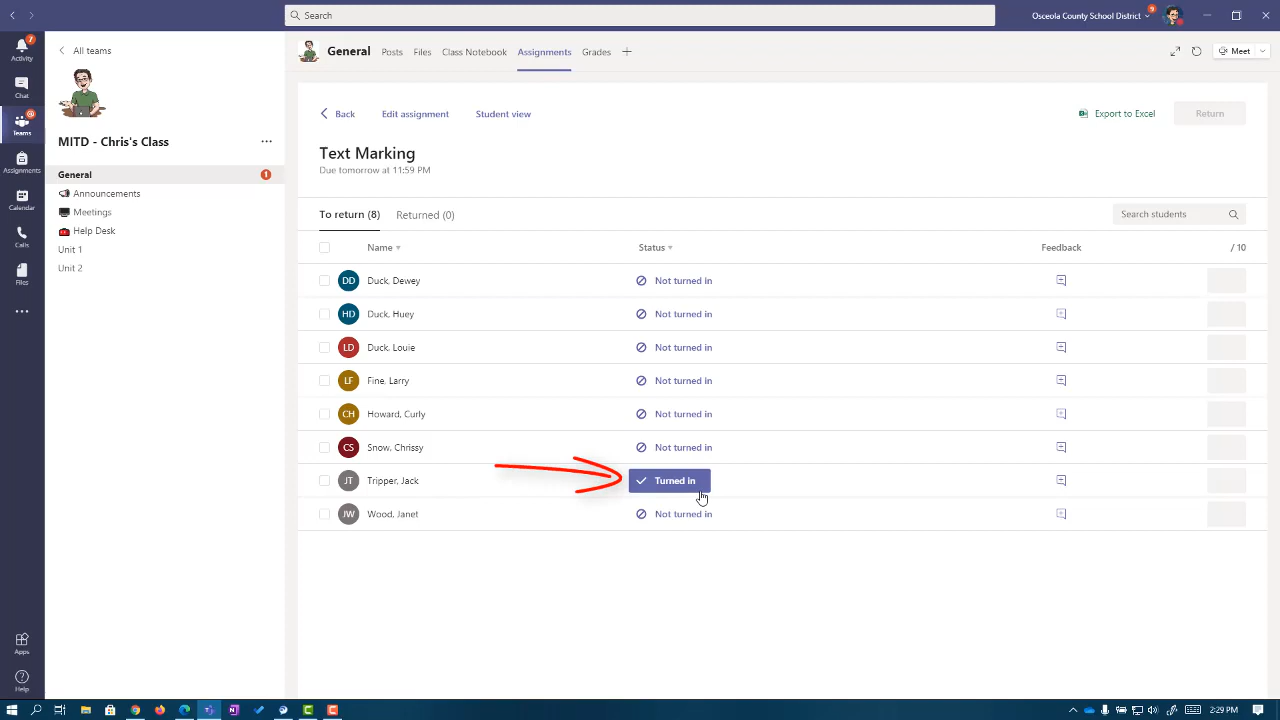 Search
Osceola County School District
7
Activity
Chat
Teams
Assignments
Calendar
Calls
Files
Apps
Help
All teams
MITD - Chris's Class
General
1
Announcements
Meetings
Help Desk
Unit 1
Unit 2
General Posts Files Class Notebook Assignments Grades
Meet
Back Edit assignment Student view Export to Excel Return
Text Marking
Due tomorrow at 11:59 PM
To return (8) Returned (0) Search students
Name Status Feedback / 10
DD Duck, Dewey Not turned in
HD Duck, Huey Not turned in
LD Duck, Louie Not turned in
LF Fine, Larry Not turned in
CH Howard, Curly Not turned in
CS Snow, Chrissy Not turned in
JT Tripper, Jack Turned in
JW Wood, Janet Not turned in
2:29 PM